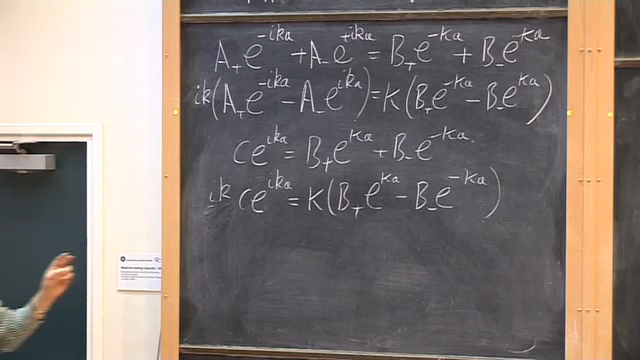 A₊e^{-ika} + A₋e^{+ika} = B₊e^{-Ka} + B₋e^{Ka}
ik(A₊e^{-ika} - A₋e^{ika}) = K(B₊e^{-Ka} - B₋e^{Ka})
Ce^{ika} = B₊e^{Ka} + B₋e^{-Ka}
ik Ce^{ika} = K(B₊e^{Ka} - B₋e^{-Ka})